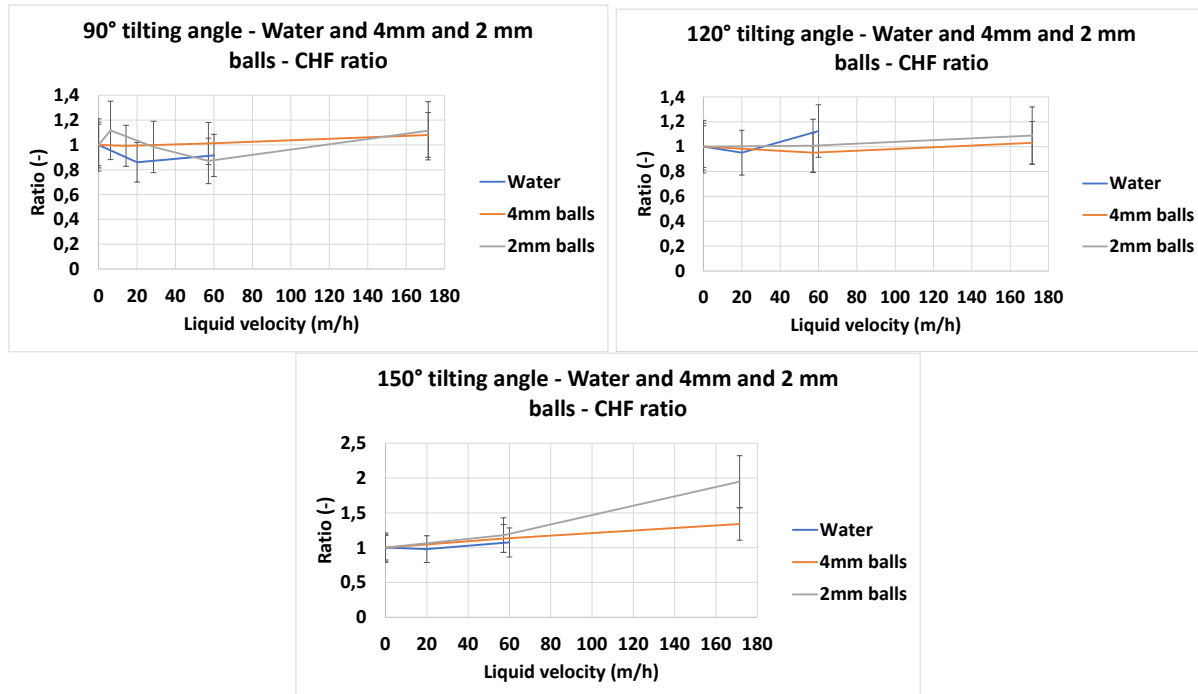 90° tilting angle - Water and 4mm and 2 mm
balls - CHF ratio
1,4
1,2
1
0,8
0,6
0,4
0,2
0
Ratio (-)
0 20 40 60 80 100 120 140 160 180
Liquid velocity (m/h)
Water
4mm balls
2mm balls
120° tilting angle - Water and 4mm and 2 mm
balls - CHF ratio
1,4
1,2
1
0,8
0,6
0,4
0,2
0
Ratio (-)
0 20 40 60 80 100 120 140 160 180
Liquid velocity (m/h)
Water
4mm balls
2mm balls
150° tilting angle - Water and 4mm and 2 mm
balls - CHF ratio
2,5
2
1,5
1
0,5
0
Ratio (-)
0 20 40 60 80 100 120 140 160 180
Liquid velocity (m/h)
Water
4mm balls
2mm balls